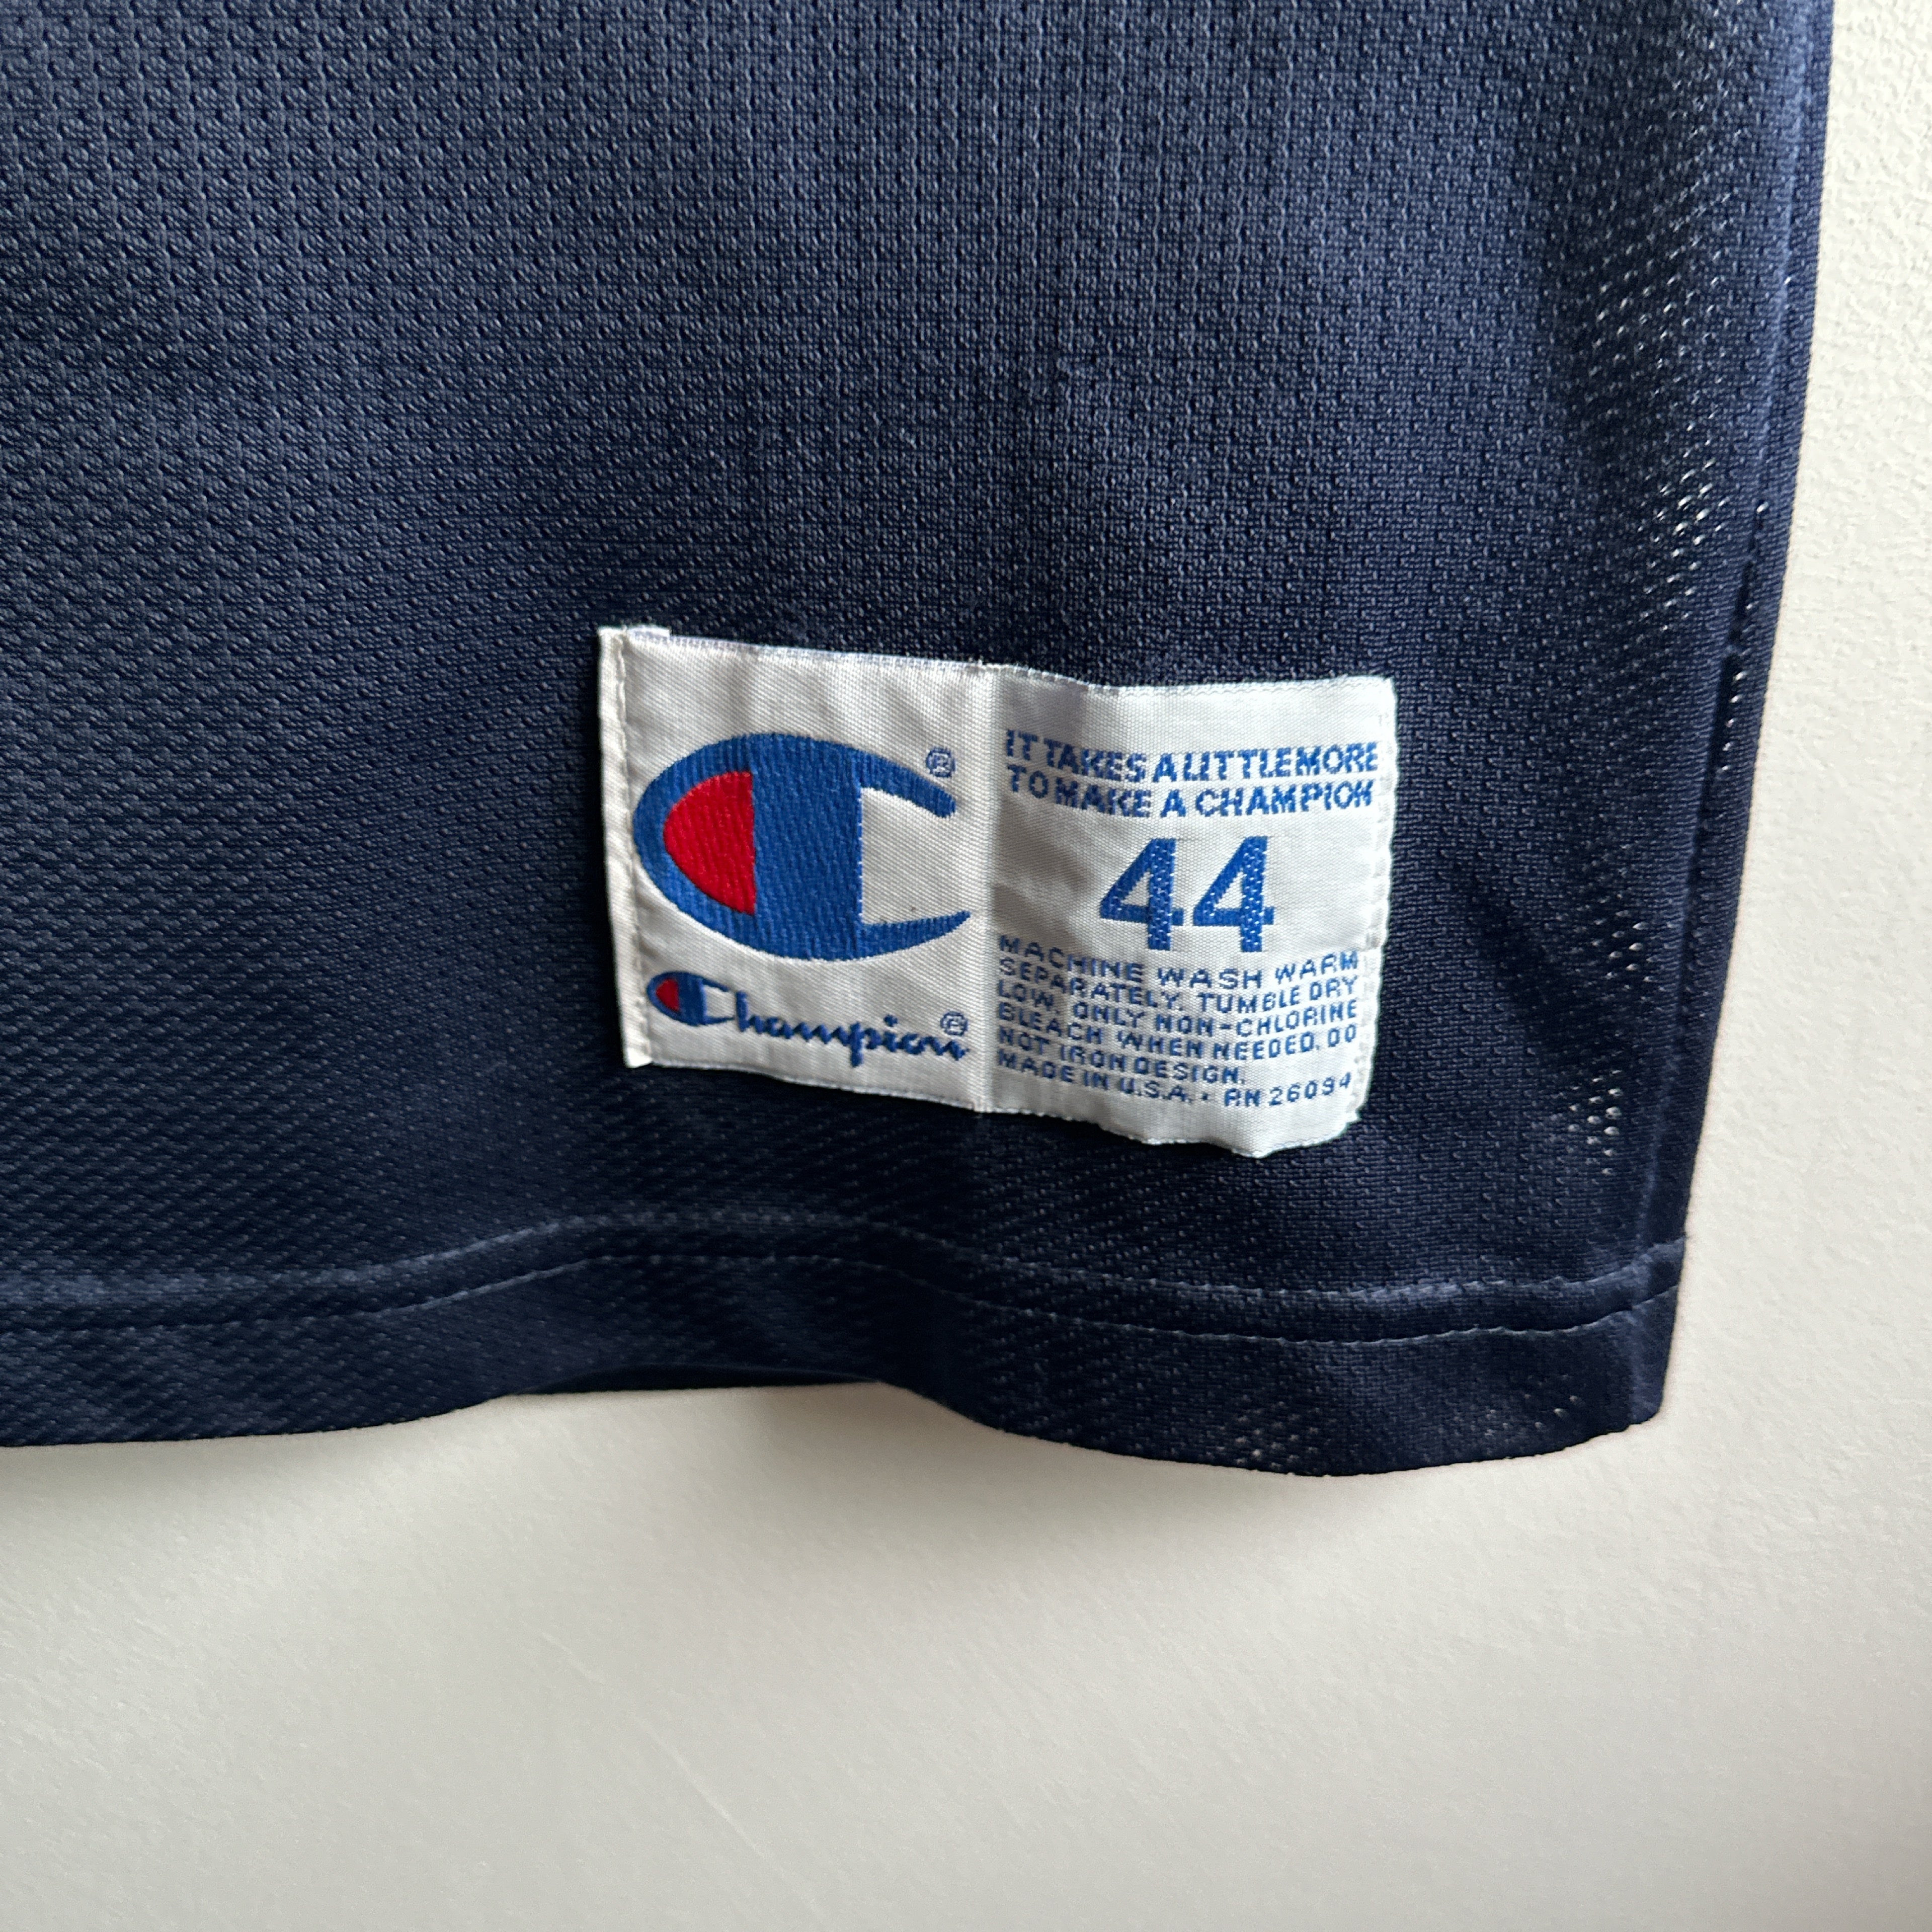 ®
Champion®
IT TAKES A LITTLE MORE
TO MAKE A CHAMPION
44
MACHINE WASH WARM
SEPARATELY. TUMBLE DRY
LOW. ONLY NON-CHLORINE
BLEACH WHEN NEEDED. DO
NOT IRON DESIGN.
MADE IN U.S.A. • RN 26094